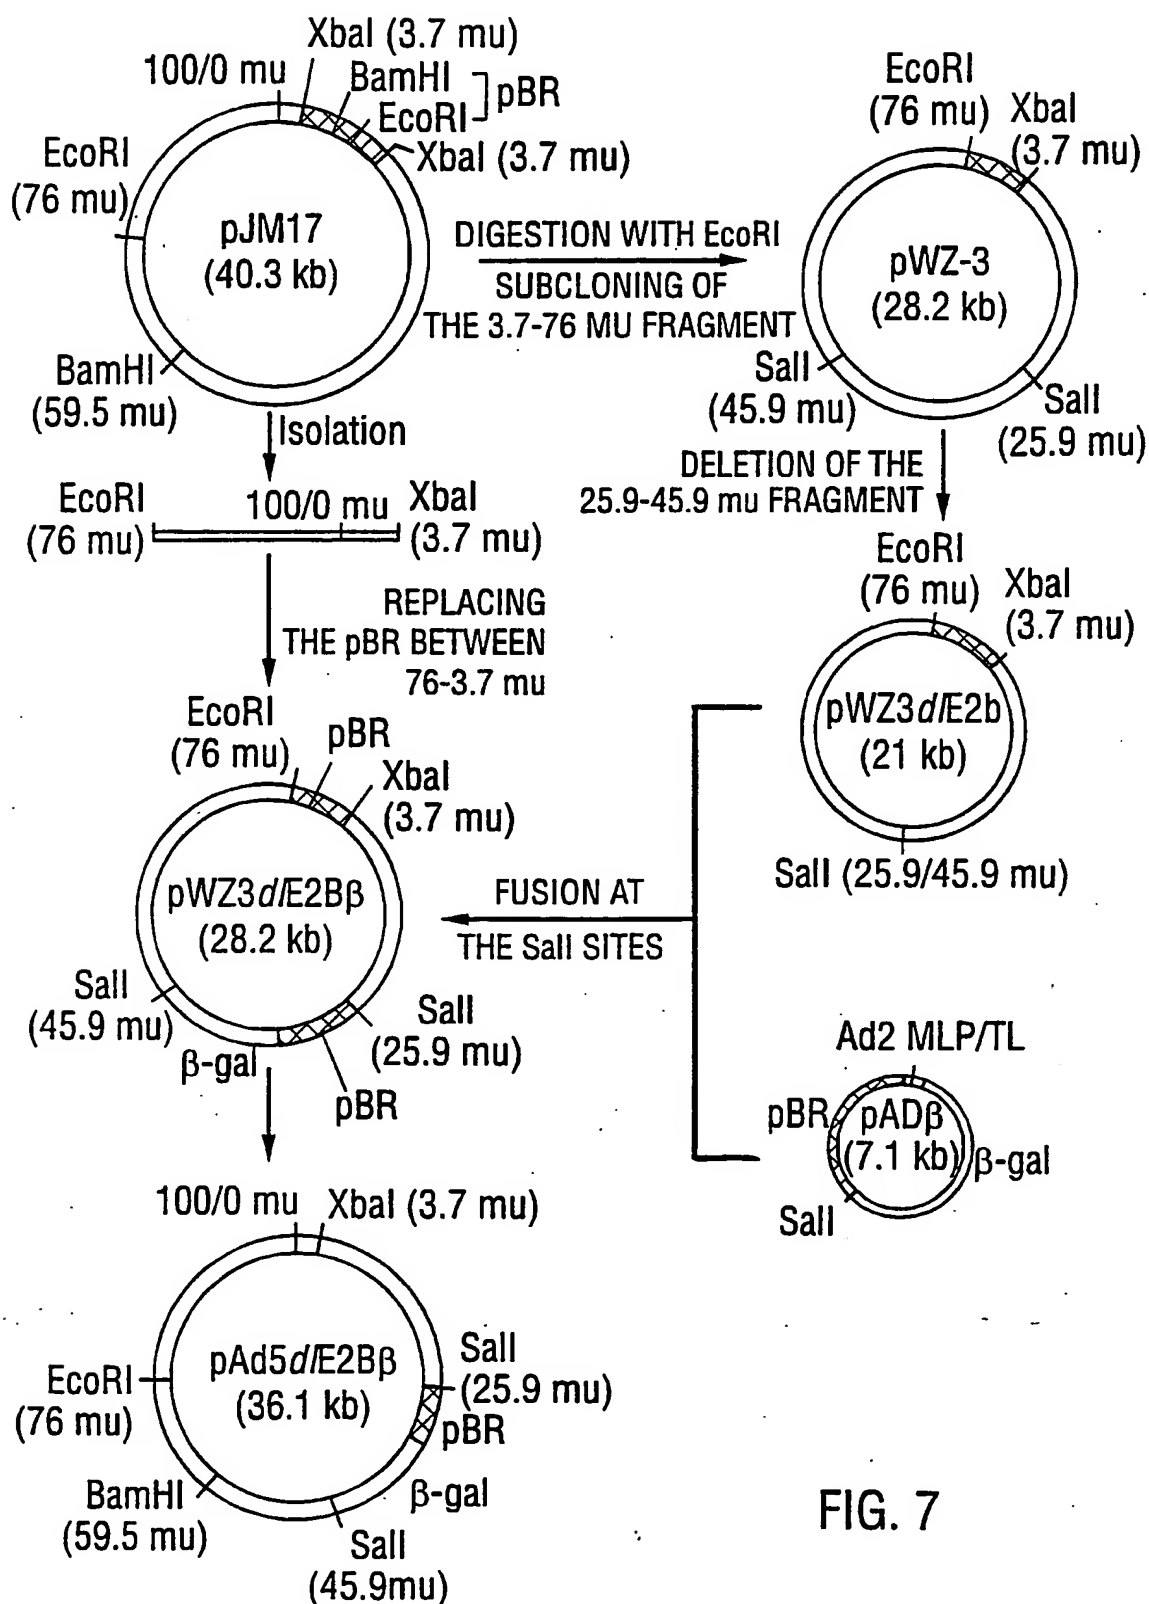 XbaI (3.7 mu)
100/0 mu
BamHI
EcoRI
pBR
XbaI (3.7 mu)
EcoRI
(76 mu)
pJM17
(40.3 kb)
BamHI
(59.5 mu)
DIGESTION WITH EcoRI
SUBCLONING OF
THE 3.7-76 MU FRAGMENT
EcoRI
(76 mu)
XbaI
(3.7 mu)
pWZ-3
(28.2 kb)
SalI
(45.9 mu)
SalI
(25.9 mu)
Isolation
EcoRI
(76 mu)
100/0 mu
XbaI
(3.7 mu)
DELETION OF THE
25.9-45.9 mu FRAGMENT
EcoRI
(76 mu)
XbaI
(3.7 mu)
pWZ3dlE2b
(21 kb)
SalI (25.9/45.9 mu)
REPLACING
THE pBR BETWEEN
76-3.7 mu
EcoRI
(76 mu)
pBR
XbaI
(3.7 mu)
pWZ3dlE2Bβ
(28.2 kb)
SalI
(45.9 mu)
β-gal
SalI
(25.9 mu)
pBR
FUSION AT
THE SalI SITES
Ad2 MLP/TL
pBR
pADβ
(7.1 kb)
β-gal
SalI
100/0 mu
XbaI (3.7 mu)
pAd5dlE2Bβ
(36.1 kb)
EcoRI
(76 mu)
SalI
(25.9 mu)
pBR
BamHI
(59.5 mu)
β-gal
SalI
(45.9mu)
FIG. 7